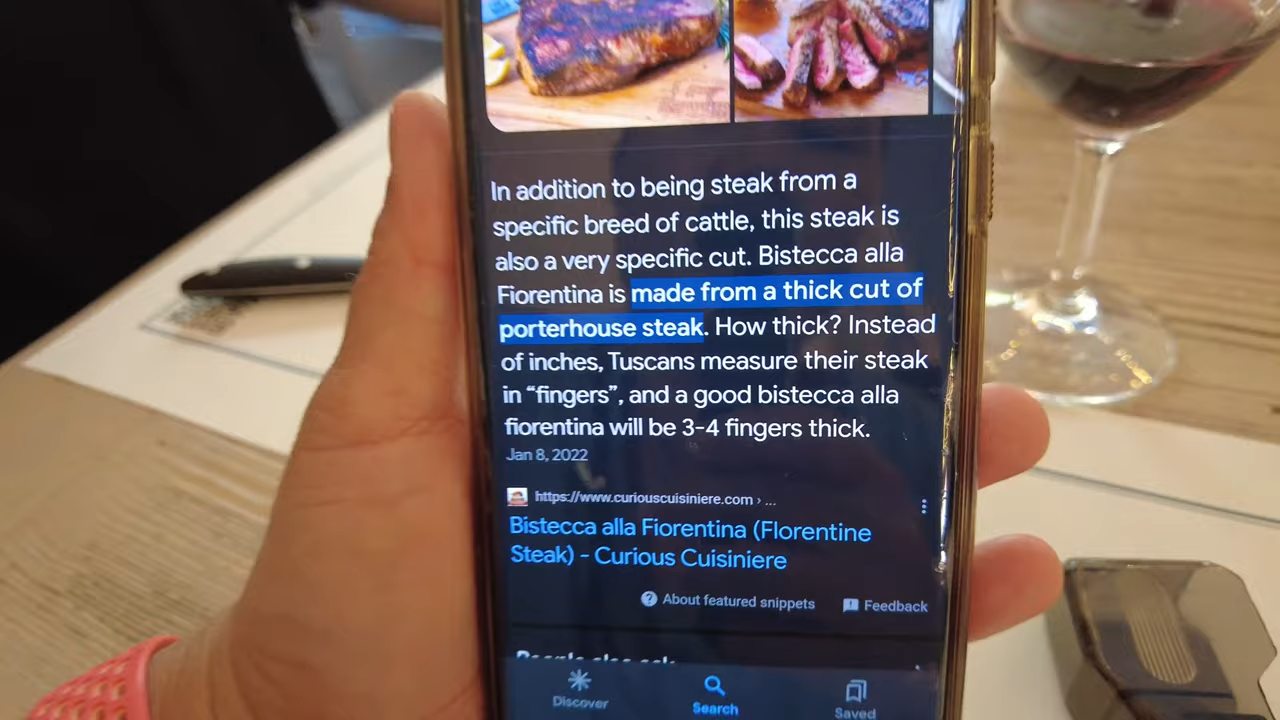 In addition to being steak from a
specific breed of cattle, this steak is
also a very specific cut. Bistecca alla
Fiorentina is made from a thick cut of
porterhouse steak. How thick? Instead
of inches, Tuscans measure their steak
in “fingers”, and a good bistecca alla
fiorentina will be 3-4 fingers thick.
Jan 8, 2022
https://www.curiouscuisiniere.com › ...
Bistecca alla Fiorentina (Florentine
Steak) - Curious Cuisiniere
About featured snippets
Feedback
People also ask
Discover
Search
Saved